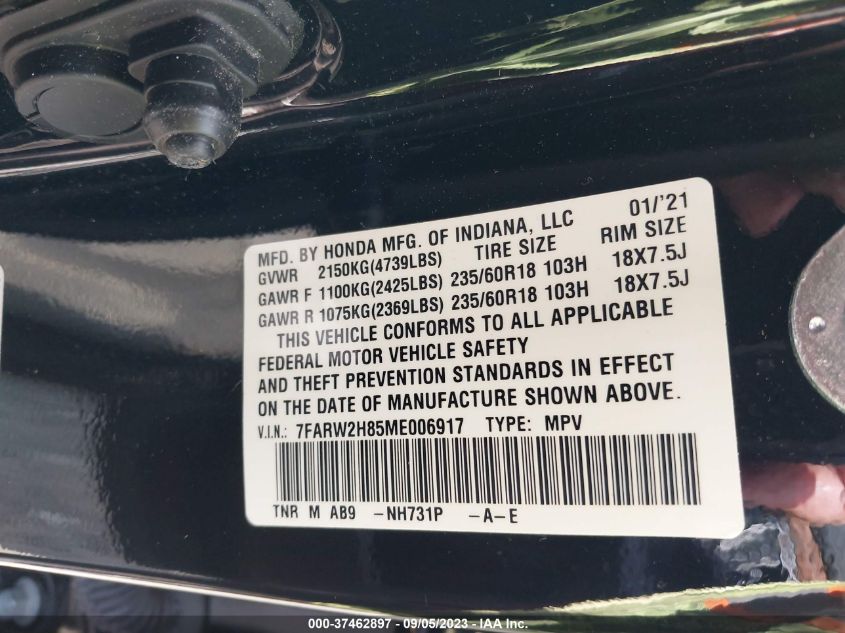 MFD. BY HONDA MFG. OF INDIANA, LLC 01/'21
GVWR 2150KG(4739LBS) TIRE SIZE RIM SIZE
GAWR F 1100KG(2425LBS) 235/60R18 103H 18X7.5J
GAWR R 1075KG(2369LBS) 235/60R18 103H 18X7.5J
THIS VEHICLE CONFORMS TO ALL APPLICABLE
FEDERAL MOTOR VEHICLE SAFETY
AND THEFT PREVENTION STANDARDS IN EFFECT
ON THE DATE OF MANUFACTURE SHOWN ABOVE.
V.I.N.: 7FARW2H85ME006917 TYPE: MPV
TNR M AB9 -NH731P -A-E
000-37462897 - 09/05/2023 - IAA Inc.